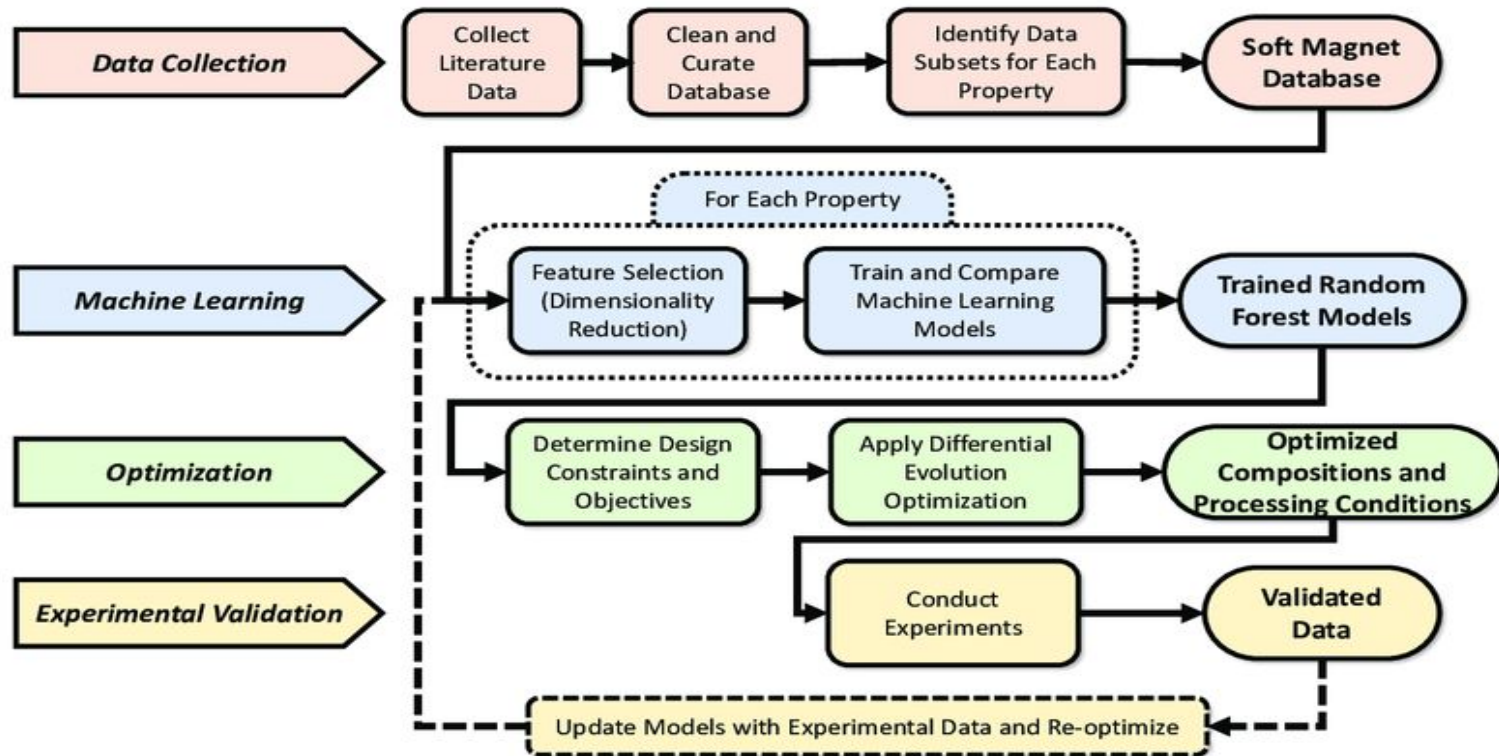 Data Collection
Collect
Literature
Data
Clean and
Curate
Database
Identify Data
Subsets for Each
Property
Soft Magnet
Database
For Each Property
Machine Learning
Feature Selection
(Dimensionality
Reduction)
Train and Compare
Machine Learning
Models
Trained Random
Forest Models
Optimization
Determine Design
Constraints and
Objectives
Apply Differential
Evolution
Optimization
Optimized
Compositions and
Processing Conditions
Experimental Validation
Conduct
Experiments
Validated
Data
Update Models with Experimental Data and Re-optimize